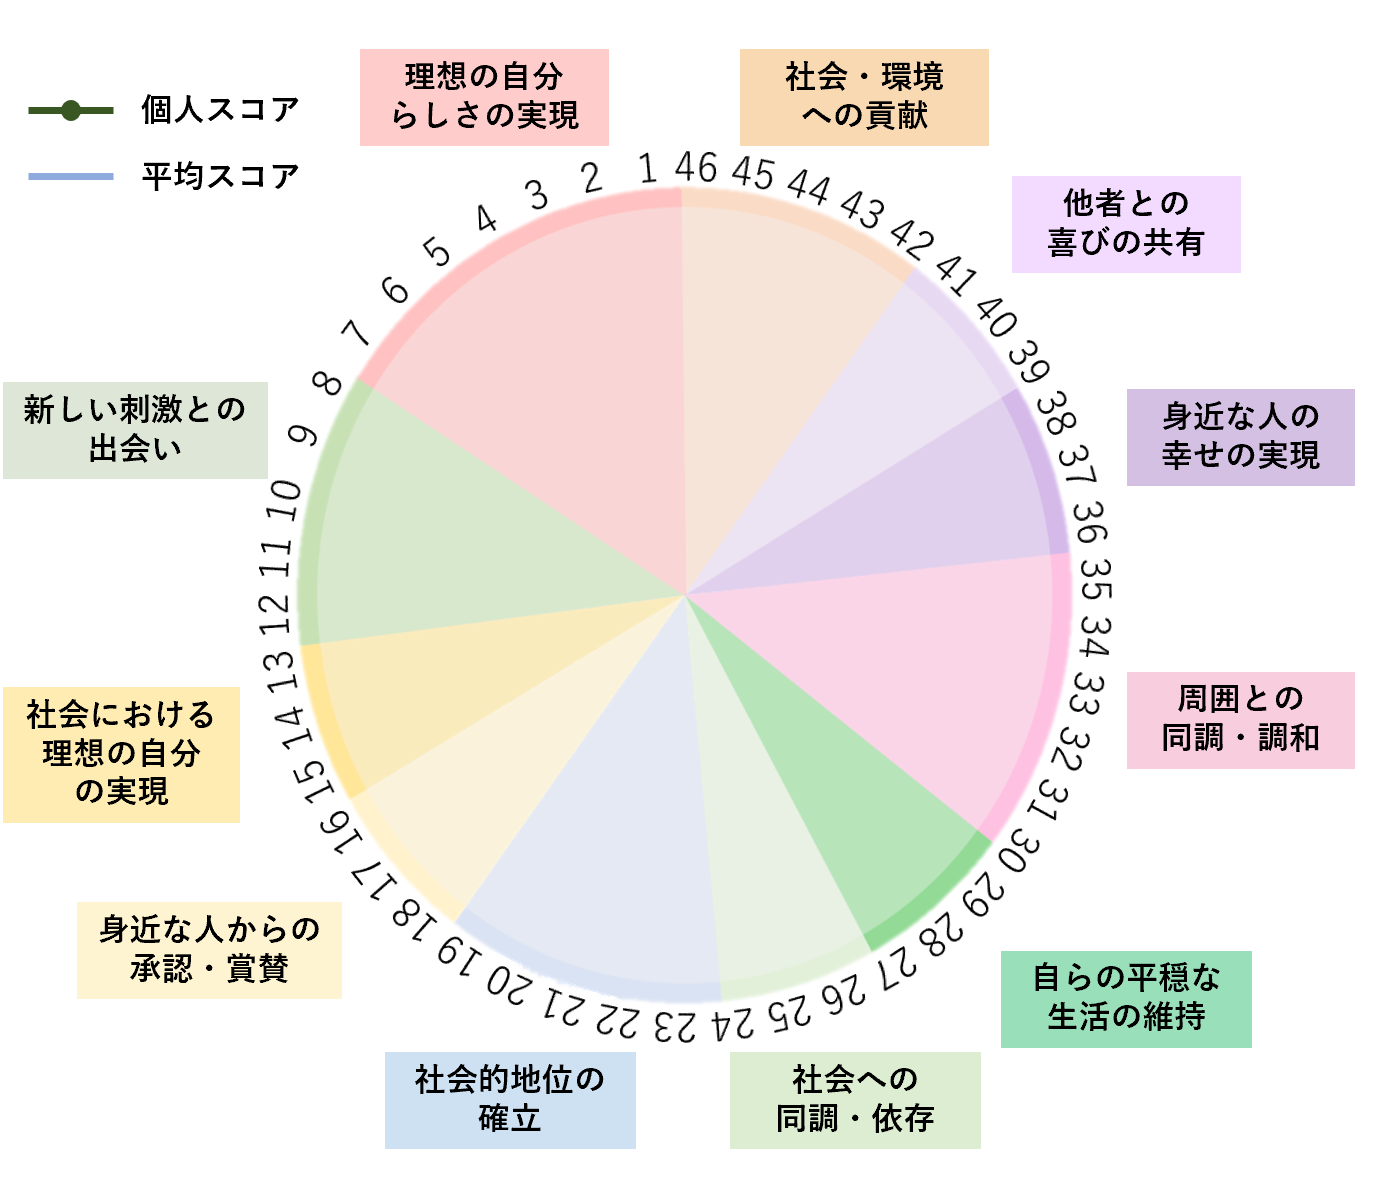 個人スコア
平均スコア
理想の自分
らしさの実現
社会・環境
への貢献
他者との
喜びの共有
身近な人の
幸せの実現
周囲との
同調・調和
自らの平穏な
生活の維持
社会への
同調・依存
社会的地位の
確立
身近な人からの
承認・賞賛
社会における
理想の自分
の実現
新しい刺激との
出会い
1
2
3
4
5
6
7
8
9
10
11
12
13
14
15
16
17
18
19
20
21
22
23
24
25
26
27
28
29
30
31
32
33
34
35
36
37
38
39
40
41
42
43
44
45
46